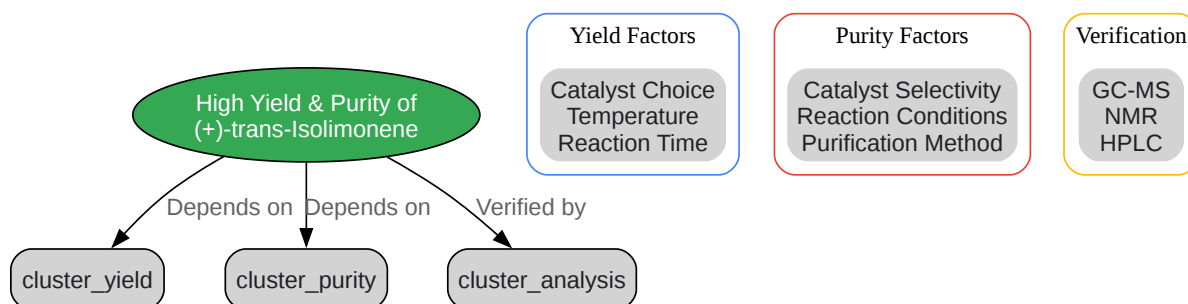 High Yield & Purity of
(+)-trans-Isolimonene
Depends on
Depends on
Verified by
cluster_yield
cluster_purity
cluster_analysis
Yield Factors
Catalyst Choice
Temperature
Reaction Time
Purity Factors
Catalyst Selectivity
Reaction Conditions
Purification Method
Verification
GC-MS
NMR
HPLC